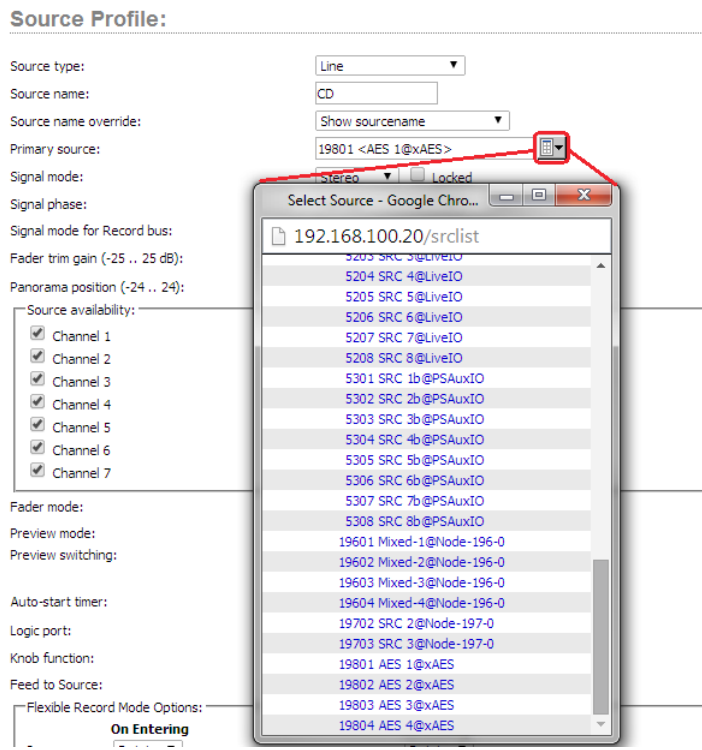 Source Profile:
Source type:
Line
Source name:
CD
Source name override:
Show sourcename
Primary source:
19801 <AES 1@xAES>
Signal mode:
Stereo
Locked
Signal phase:
Signal mode for Record bus:
Fader trim gain (-25 .. 25 dB):
Panorama position (-24 .. 24):
Source availability:
Channel 1
Channel 2
Channel 3
Channel 4
Channel 5
Channel 6
Channel 7
Fader mode:
Preview mode:
Preview switching:
Auto-start timer:
Logic port:
Knob function:
Feed to Source:
Flexible Record Mode Options:
On Entering
Select Source - Google Chro...
192.168.100.20/srclist
5203 SRC 3@LiveIO
5204 SRC 4@LiveIO
5205 SRC 5@LiveIO
5206 SRC 6@LiveIO
5207 SRC 7@LiveIO
5208 SRC 8@LiveIO
5301 SRC 1b@PSAuxIO
5302 SRC 2b@PSAuxIO
5303 SRC 3b@PSAuxIO
5304 SRC 4b@PSAuxIO
5305 SRC 5b@PSAuxIO
5306 SRC 6b@PSAuxIO
5307 SRC 7b@PSAuxIO
5308 SRC 8b@PSAuxIO
19601 Mixed-1@Node-196-0
19602 Mixed-2@Node-196-0
19603 Mixed-3@Node-196-0
19604 Mixed-4@Node-196-0
19702 SRC 2@Node-197-0
19703 SRC 3@Node-197-0
19801 AES 1@xAES
19802 AES 2@xAES
19803 AES 3@xAES
19804 AES 4@xAES